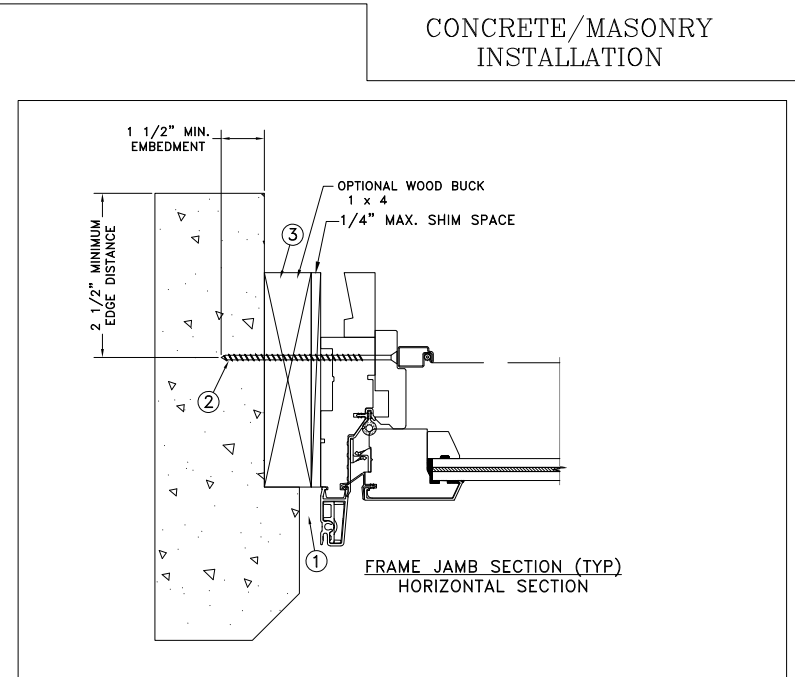 CONCRETE/MASONRY
INSTALLATION
1 1/2" MIN.
EMBEDMENT
OPTIONAL WOOD BUCK
1 x 4
1/4" MAX. SHIM SPACE
3
2 1/2" MINIMUM
EDGE DISTANCE
2
1
FRAME JAMB SECTION (TYP)
HORIZONTAL SECTION